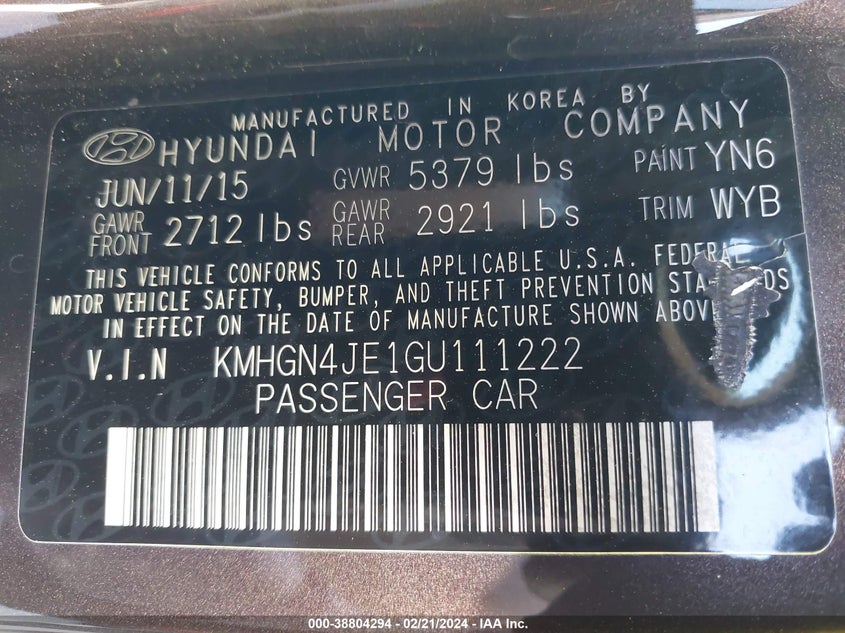 MANUFACTURED IN KOREA BY
HYUNDAI MOTOR COMPANY
JUN/11/15 GVWR 5379 lbs PAINT YN6
GAWR FRONT 2712 lbs GAWR REAR 2921 lbs TRIM WYB
THIS VEHICLE CONFORMS TO ALL APPLICABLE U.S.A. FEDERAL
MOTOR VEHICLE SAFETY, BUMPER, AND THEFT PREVENTION
IN EFFECT ON THE DATE OF MANUFACTURE SHOWN ABOVE
V.I.N KMHGN4JE1GU111222
PASSENGER CAR
000-38804294 - 02/21/2024 - IAA Inc.